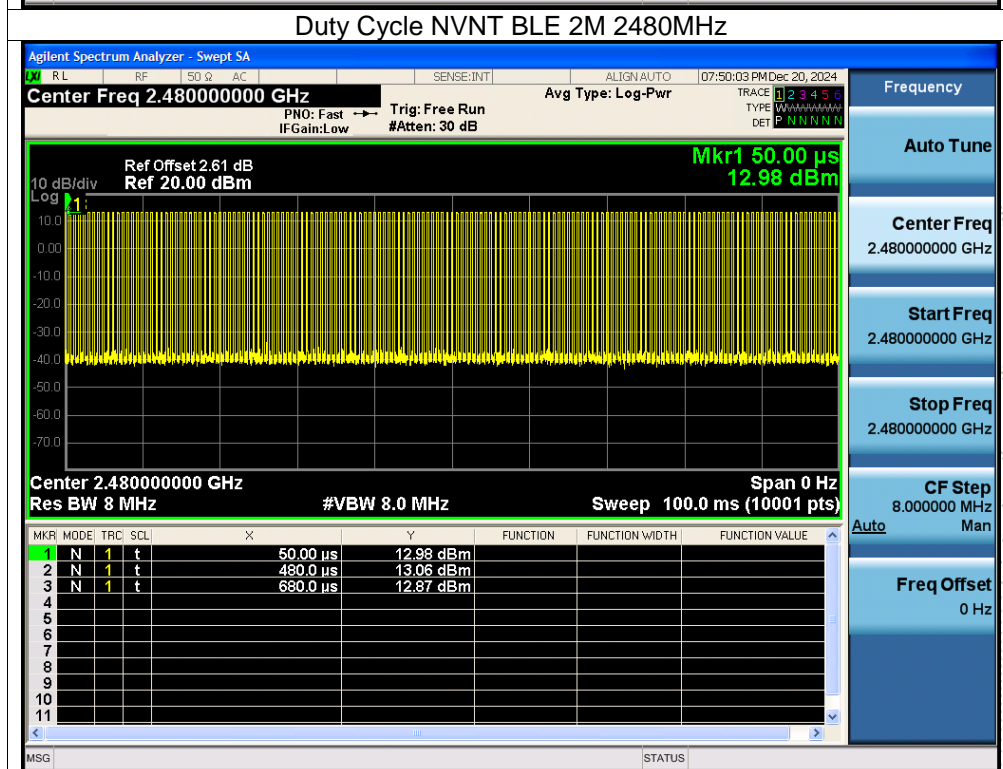 Duty Cycle NVNT BLE 2M 2480MHz
Agilent Spectrum Analyzer - Swept SA
LXI RL RF 50 Ω AC SENSE:INT ALIGN AUTO 07:50:03 PM Dec 20, 2024
Center Freq 2.480000000 GHz
PNO: Fast
IFGain:Low
Trig: Free Run
#Atten: 30 dB
Avg Type: Log-Pwr
TRACE 1 2 3 4 5 6
TYPE WWWWWW
DET P N N N N N
Ref Offset 2.61 dB
Ref 20.00 dBm
10 dB/div
Log
Mkr1 50.00 µs
12.98 dBm
1
10.0
0.00
-10.0
-20.0
-30.0
-40.0
-50.0
-60.0
-70.0
Center 2.480000000 GHz Span 0 Hz
Res BW 8 MHz #VBW 8.0 MHz Sweep 100.0 ms (10001 pts)
MKR MODE TRC SCL X Y FUNCTION FUNCTION WIDTH FUNCTION VALUE
1 N 1 t 50.00 µs 12.98 dBm
2 N 1 t 480.0 µs 13.06 dBm
3 N 1 t 680.0 µs 12.87 dBm
4
5
6
7
8
9
10
11
MSG STATUS
Frequency
Auto Tune
Center Freq
2.480000000 GHz
Start Freq
2.480000000 GHz
Stop Freq
2.480000000 GHz
CF Step
8.000000 MHz
Auto Man
Freq Offset
0 Hz